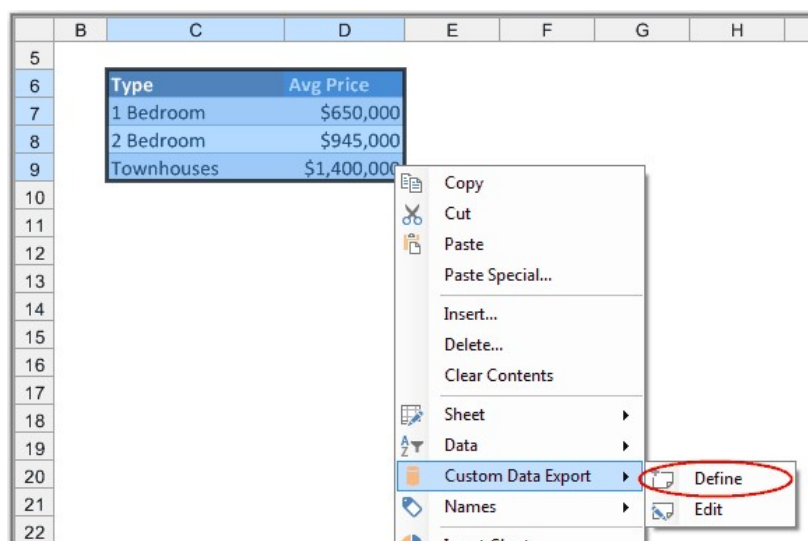 B C D E F G H
5
6 Type Avg Price
7 1 Bedroom $650,000
8 2 Bedroom $945,000
9 Townhouses $1,400,000
Copy
10
Cut
11
Paste
12
Paste Special...
13
14 Insert...
15 Delete...
16 Clear Contents
17
18 Sheet
19 Data
20 Custom Data Export Define
21 Names Edit
22